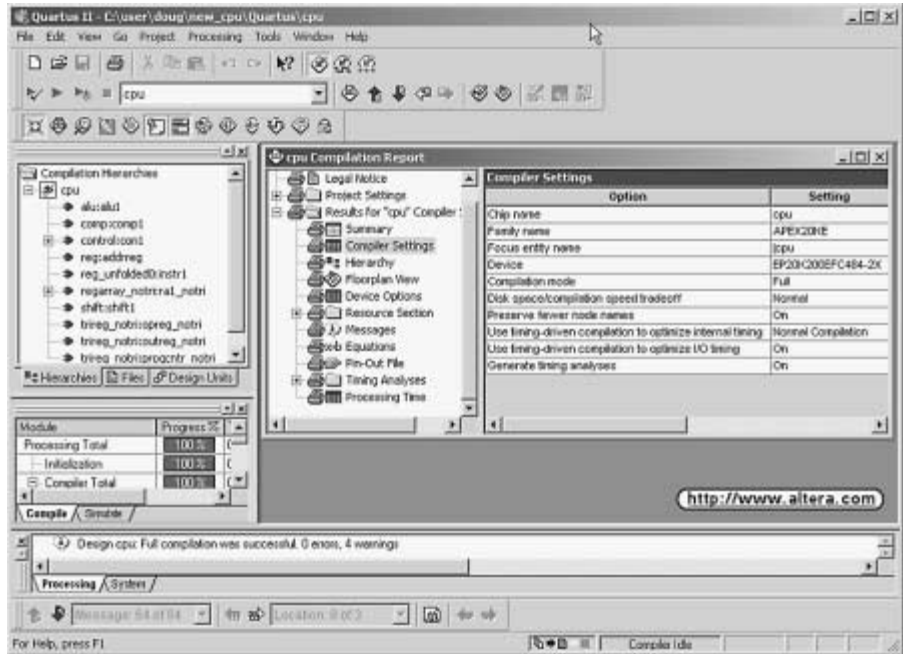 Quartus II - C:\user\doug\new_cpu\Quartus\cpu
File Edit View Go Project Processing Tools Window Help
cpu
Compilation Hierarchies
cpu
alu:alu1
comp:comp1
control:con1
reg:addrreg
reg_unfolded0:instr1
regarray_notri:ra1_notri
shift:shift1
trireg_notri:opreg_notri
trireg_notri:outreg_notri
trireg_notri:progcntr_notri
Hierarchies Files Design Units
Module Progress %
Processing Total 100 %
Initialization 100 %
Compiler Total 100 %
Compile Simulate
cpu Compilation Report
Legal Notice
Project Settings
Results for "cpu" Compiler
Summary
Compiler Settings
Hierarchy
Floorplan View
Device Options
Resource Section
Messages
Equations
Pin-Out File
Timing Analyses
Processing Time
Compiler Settings
Option Setting
Chip name cpu
Family name APEX20KE
Focus entity name |cpu
Device EP20K200EFC484-2X
Compilation mode Full
Disk space/compilation speed tradeoff Normal
Preserve fewer node names On
Use timing-driven compilation to optimize internal timing Normal Compilation
Use timing-driven compilation to optimize I/O timing On
Generate timing analyses On
http://www.altera.com
Design cpu: Full compilation was successful. 0 errors, 4 warnings
Processing System
Message: 64 of 84 Location: 0 of 3
For Help, press F1 Compiler Idle